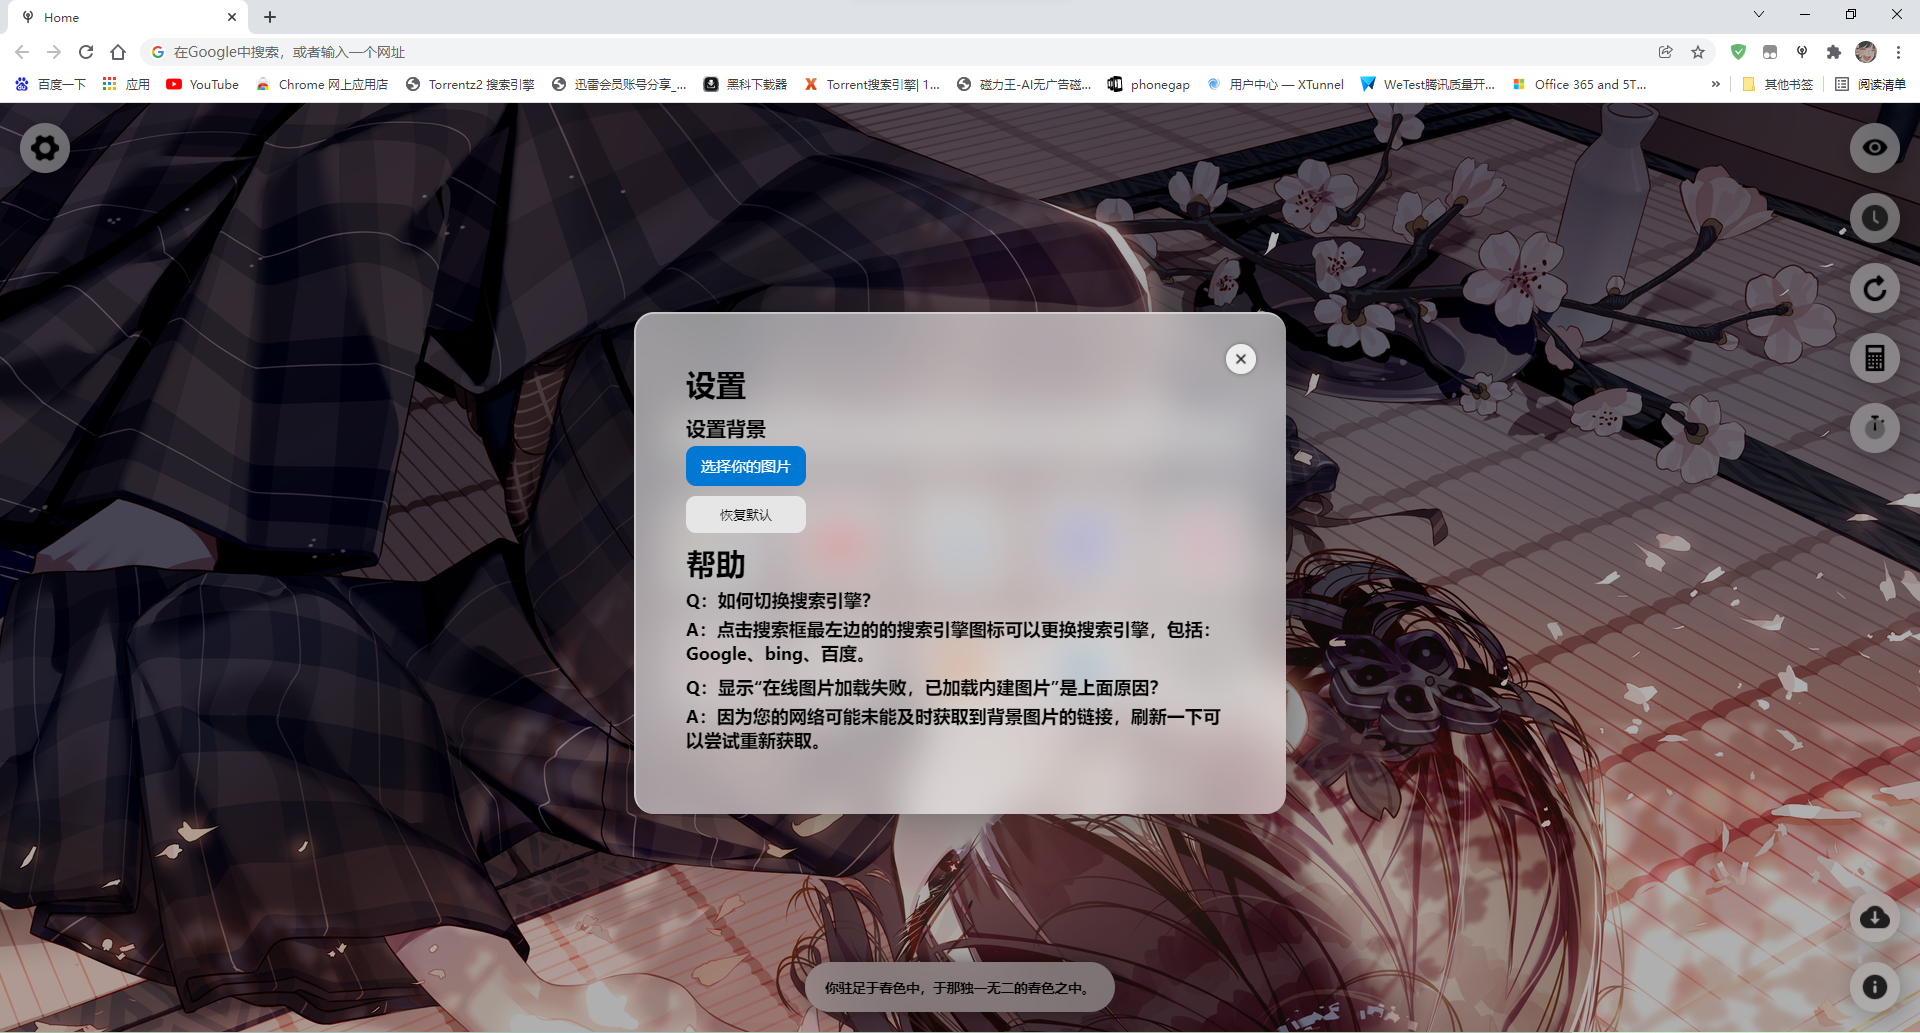 Home
在Google中搜索，或者输入一个网址
百度一下
应用
YouTube
Chrome 网上应用店
Torrentz2 搜索引擎
迅雷会员账号分享_...
黑科下载器
Torrent搜索引擎| 1...
磁力王-AI无广告磁...
phonegap
用户中心 — XTunnel
WeTest腾讯质量开...
Office 365 and 5T...
»
其他书签
阅读清单
设置
设置背景
选择你的图片
恢复默认
帮助
Q：如何切换搜索引擎？
A：点击搜索框最左边的的搜索引擎图标可以更换搜索引擎，包括：
Google、bing、百度。
Q：显示“在线图片加载失败，已加载内建图片”是上面原因？
A：因为您的网络可能未能及时获取到背景图片的链接，刷新一下可
以尝试重新获取。
你驻足于春色中，于那独一无二的春色之中。